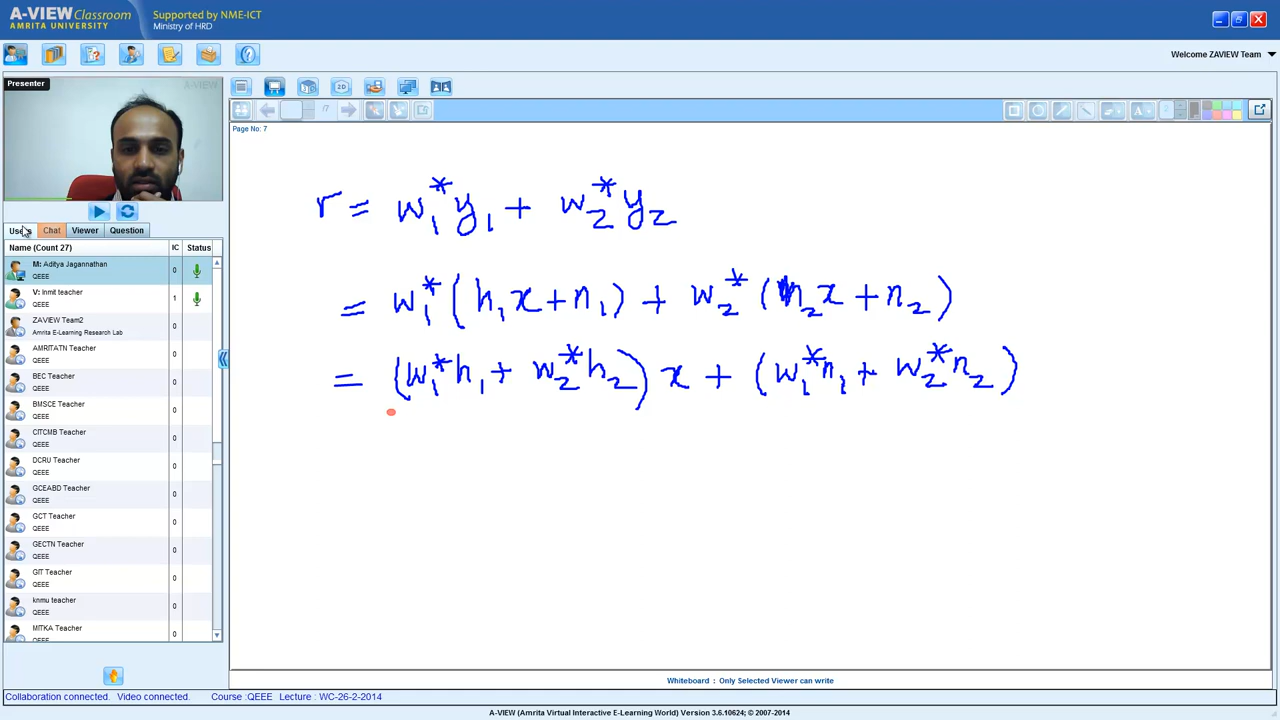 A-VIEW Classroom
AMRITA UNIVERSITY
Supported by NME-ICT
Ministry of HRD
Welcome ZAVIEW Team
Presenter
A-VIEW
/7
Page No: 7
Users Chat Viewer Question
Name (Count 27) IC Status
M: Aditya Jagannathan 0
QEEE
V: Inmt teacher 1
QEEE
ZAVIEW Team2 0
Amrita E-Learning Research Lab
AMRITATN Teacher 0
QEEE
BEC Teacher 0
QEEE
BMSCE Teacher 0
QEEE
CITCMB Teacher 0
QEEE
DCRU Teacher 0
QEEE
GCEABD Teacher 0
QEEE
GCT Teacher 0
QEEE
GECTN Teacher 0
QEEE
GIT Teacher 0
QEEE
knmu teacher 0
QEEE
MITKA Teacher 0
QEEE
r = w₁* y₁ + w₂* y₂
= w₁* (h₁x + n₁) + w₂* (h₂x + n₂)
= (w₁* h₁ + w₂* h₂) x + (w₁* n₁ + w₂* n₂)
Whiteboard : Only Selected Viewer can write
Collaboration connected. Video connected. Course :QEEE Lecture : WC-26-2-2014
A-VIEW (Amrita Virtual Interactive E-Learning World) Version 3.6.10624; © 2007-2014